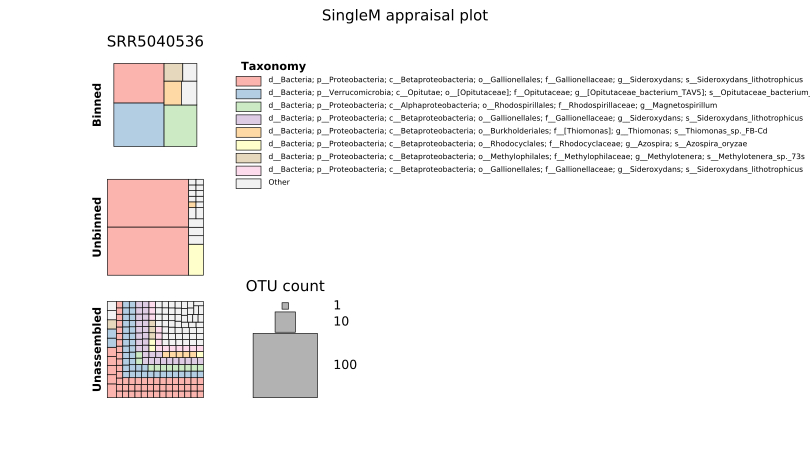 SingleM appraisal plot
SRR5040536
Binned
Unbinned
Unassembled
Taxonomy
d__Bacteria; p__Proteobacteria; c__Betaproteobacteria; o__Gallionellales; f__Gallionellaceae; g__Sideroxydans; s__Sideroxydans_lithotrophicus
d__Bacteria; p__Verrucomicrobia; c__Opitutae; o__[Opitutaceae]; f__Opitutaceae; g__[Opitutaceae_bacterium_TAV5]; s__Opitutaceae_bacterium_
d__Bacteria; p__Proteobacteria; c__Alphaproteobacteria; o__Rhodospirillales; f__Rhodospirillaceae; g__Magnetospirillum
d__Bacteria; p__Proteobacteria; c__Betaproteobacteria; o__Gallionellales; f__Gallionellaceae; g__Sideroxydans; s__Sideroxydans_lithotrophicus
d__Bacteria; p__Proteobacteria; c__Betaproteobacteria; o__Burkholderiales; f__[Thiomonas]; g__Thiomonas; s__Thiomonas_sp._FB-Cd
d__Bacteria; p__Proteobacteria; c__Betaproteobacteria; o__Rhodocyclales; f__Rhodocyclaceae; g__Azospira; s__Azospira_oryzae
d__Bacteria; p__Proteobacteria; c__Betaproteobacteria; o__Methylophilales; f__Methylophilaceae; g__Methylotenera; s__Methylotenera_sp._73s
d__Bacteria; p__Proteobacteria; c__Betaproteobacteria; o__Gallionellales; f__Gallionellaceae; g__Sideroxydans; s__Sideroxydans_lithotrophicus
Other
OTU count
1
10
100